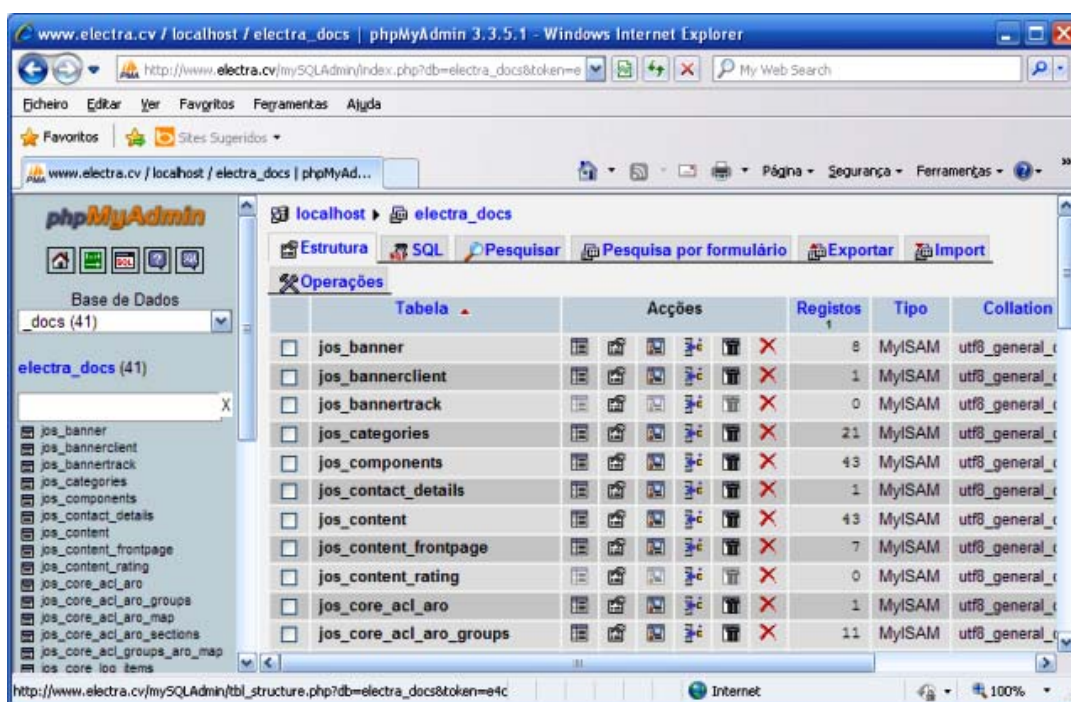 www.electra.cv / localhost / electra_docs | phpMyAdmin 3.3.5.1 - Windows Internet Explorer
http://www.electra.cv/mySQLAdmin/index.php?db=electra_docs&token=e
My Web Search
Ficheiro Editar Ver Favoritos Ferramentas Ajuda
Favoritos Sites Sugeridos
www.electra.cv / localhost / electra_docs | phpMyAd...
Página Segurança Ferramentas
phpMyAdmin
Base de Dados
_docs (41)
electra_docs (41)
X
jos_banner
jos_bannerclient
jos_bannertrack
jos_categories
jos_components
jos_contact_details
jos_content
jos_content_frontpage
jos_content_rating
jos_core_acl_aro
jos_core_acl_aro_groups
jos_core_acl_aro_map
jos_core_acl_aro_sections
jos_core_acl_groups_aro_map
jos_core_log_items
localhost electra_docs
Estrutura SQL Pesquisar Pesquisa por formulário Exportar Import
Operações
Tabela Acções Registos 1 Tipo Collation
jos_banner 8 MyISAM utf8_general_
jos_bannerclient 1 MyISAM utf8_general_
jos_bannertrack 0 MyISAM utf8_general_
jos_categories 21 MyISAM utf8_general_
jos_components 43 MyISAM utf8_general_
jos_contact_details 1 MyISAM utf8_general_
jos_content 43 MyISAM utf8_general_
jos_content_frontpage 7 MyISAM utf8_general_
jos_content_rating 0 MyISAM utf8_general_
jos_core_acl_aro 1 MyISAM utf8_general_
jos_core_acl_aro_groups 11 MyISAM utf8_general_
http://www.electra.cv/mySQLAdmin/tbl_structure.php?db=electra_docs&token=e4c
Internet
100%